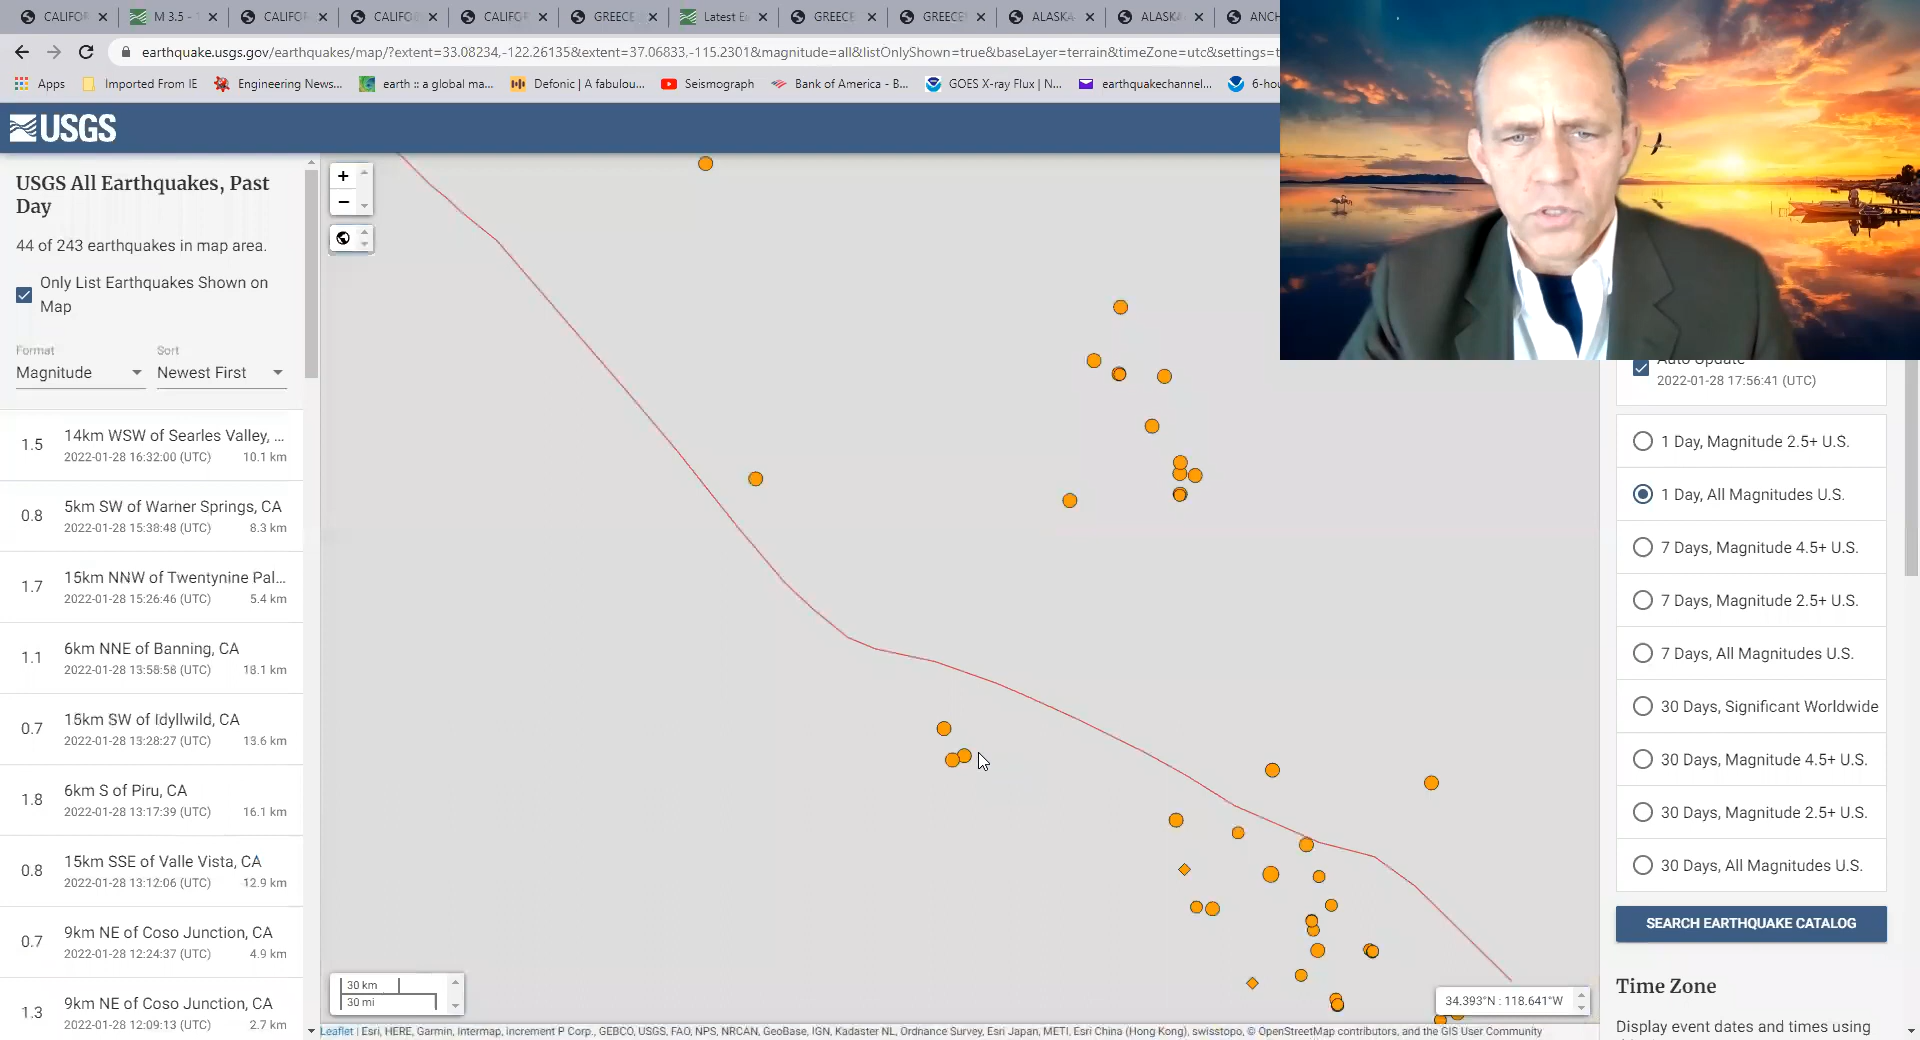 CALIFOR
M 3.5 -
CALIFOR
CALIFOR
CALIFOR
GREECE
Latest E
GREECE
GREECE
ALASKA
ALASKA
ANCH
earthquake.usgs.gov/earthquakes/map/?extent=33.08234,-122.26135&extent=37.06833,-115.2301&magnitude=all&listOnlyShown=true&baseLayer=terrain&timeZone=utc&settings=t
Apps
Imported From IE
Engineering News...
earth :: a global ma...
Defonic | A fabulou...
Seismograph
Bank of America - B...
GOES X-ray Flux | N...
earthquakechannel...
6-hou
USGS
USGS All Earthquakes, Past
Day
44 of 243 earthquakes in map area.
Only List Earthquakes Shown on
Map
Format
Sort
Magnitude
Newest First
1.5
14km WSW of Searles Valley, ...
2022-01-28 16:32:00 (UTC)
10.1 km
0.8
5km SW of Warner Springs, CA
2022-01-28 15:38:48 (UTC)
8.3 km
1.7
15km NNW of Twentynine Pal...
2022-01-28 15:26:46 (UTC)
5.4 km
1.1
6km NNE of Banning, CA
2022-01-28 13:58:58 (UTC)
18.1 km
0.7
15km SW of Idyllwild, CA
2022-01-28 13:28:27 (UTC)
13.6 km
1.8
6km S of Piru, CA
2022-01-28 13:17:39 (UTC)
16.1 km
0.8
15km SSE of Valle Vista, CA
2022-01-28 13:12:06 (UTC)
12.9 km
0.7
9km NE of Coso Junction, CA
2022-01-28 12:24:37 (UTC)
4.9 km
1.3
9km NE of Coso Junction, CA
2022-01-28 12:09:13 (UTC)
2.7 km
+
−
30 km
30 mi
34.393°N : 118.641°W
Leaflet | Esri, HERE, Garmin, Intermap, increment P Corp., GEBCO, USGS, FAO, NPS, NRCAN, GeoBase, IGN, Kadaster NL, Ordnance Survey, Esri Japan, METI, Esri China (Hong Kong), swisstopo, © OpenStreetMap contributors, and the GIS User Community
Auto Update
2022-01-28 17:56:41 (UTC)
1 Day, Magnitude 2.5+ U.S.
1 Day, All Magnitudes U.S.
7 Days, Magnitude 4.5+ U.S.
7 Days, Magnitude 2.5+ U.S.
7 Days, All Magnitudes U.S.
30 Days, Significant Worldwide
30 Days, Magnitude 4.5+ U.S.
30 Days, Magnitude 2.5+ U.S.
30 Days, All Magnitudes U.S.
SEARCH EARTHQUAKE CATALOG
Time Zone
Display event dates and times using